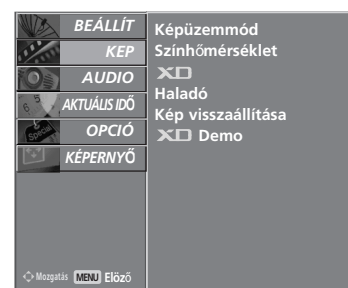 BEÁLLÍT
KEP
AUDIO
AKTUÁLIS IDŐ
OPCIÓ
KÉPERNYŐ
Képüzemmód
Színhőmérséklet
XD
Haladó
Kép visszaállítása
XD Demo
Mozgatás MENU Előző